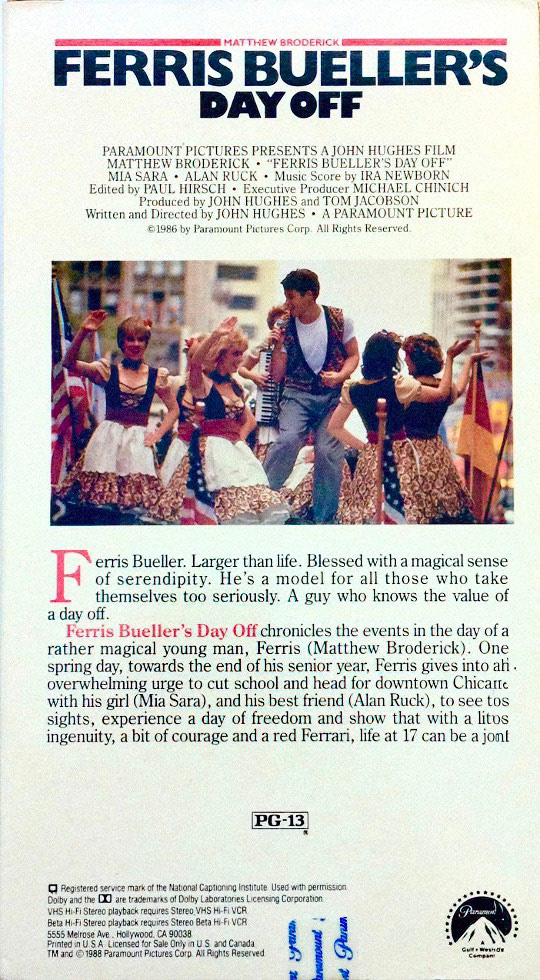 MATTHEW BRODERICK
FERRIS BUELLER'S
DAY OFF
PARAMOUNT PICTURES PRESENTS A JOHN HUGHES FILM
MATTHEW BRODERICK • "FERRIS BUELLER'S DAY OFF"
MIA SARA • ALAN RUCK • Music Score by IRA NEWBORN
Edited by PAUL HIRSCH • Executive Producer MICHAEL CHINICH
Produced by JOHN HUGHES and TOM JACOBSON
Written and Directed by JOHN HUGHES • A PARAMOUNT PICTURE
©1986 by Paramount Pictures Corp. All Rights Reserved.
Ferris Bueller. Larger than life. Blessed with a magical sense
of serendipity. He's a model for all those who take
themselves too seriously. A guy who knows the value of
a day off.
Ferris Bueller's Day Off chronicles the events in the day of a
rather magical young man, Ferris (Matthew Broderick). One
spring day, towards the end of his senior year, Ferris gives into
overwhelming urge to cut school and head for downtown
with his girl (Mia Sara), and his best friend (Alan Ruck), to see
sights, experience a day of freedom and show that with a
ingenuity, a bit of courage and a red Ferrari, life at 17 can be a
PG-13
Registered service mark of the National Captioning Institute. Used with permission.
Dolby and the DD are trademarks of Dolby Laboratories Licensing Corporation.
VHS Hi-Fi Stereo playback requires Stereo VHS Hi-Fi VCR
Beta Hi-Fi Stereo playback requires Stereo Beta Hi-Fi VCR
5555 Melrose Ave., Hollywood, CA 90038
Printed in U.S.A. Licensed for Sale Only in U.S. and Canada
TM and © 1988 Paramount Pictures Corp. All Rights Reserved.
Paramount
A
Gulf+Western
Company